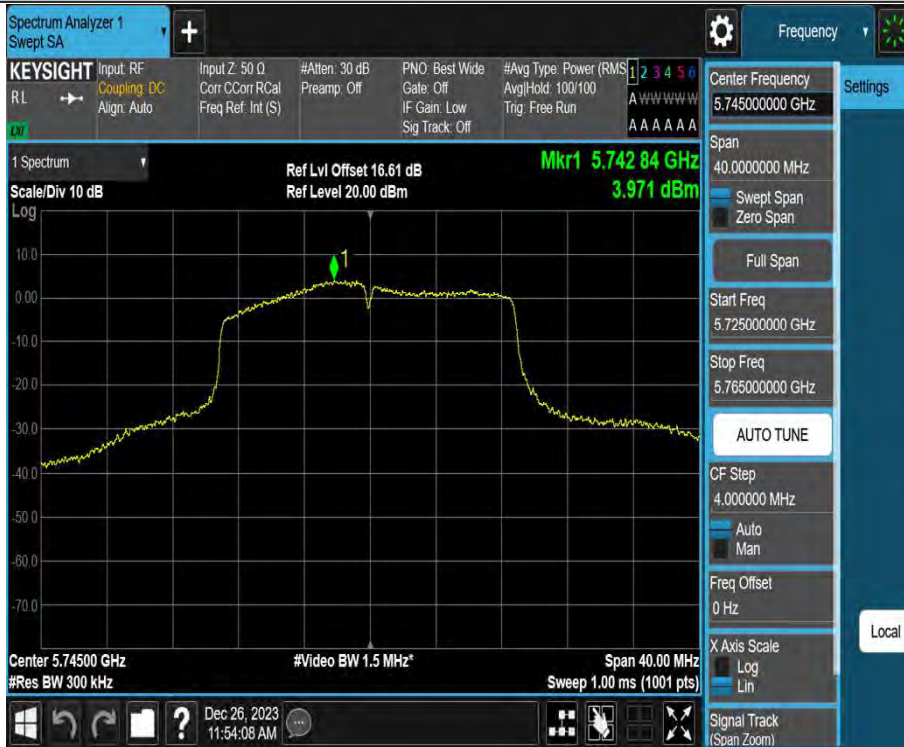 Spectrum Analyzer 1
Swept SA
+
Frequency
KEYSIGHT
RL
LXI
Input: RF
Coupling: DC
Align: Auto
Input Z: 50 Ω
Corr CCorr RCal
Freq Ref: Int (S)
#Atten: 30 dB
Preamp: Off
PNO: Best Wide
Gate: Off
IF Gain: Low
Sig Track: Off
#Avg Type: Power (RMS
Avg|Hold: 100/100
Trig: Free Run
1 2 3 4 5 6
A W W W W W
A A A A A A
Settings
Center Frequency
5.745000000 GHz
Span
40.0000000 MHz
Swept Span
Zero Span
Full Span
Start Freq
5.725000000 GHz
Stop Freq
5.765000000 GHz
AUTO TUNE
CF Step
4.000000 MHz
Auto
Man
Freq Offset
0 Hz
X Axis Scale
Log
Lin
Signal Track
(Span Zoom)
Local
1 Spectrum
Scale/Div 10 dB
Log
Ref Lvl Offset 16.61 dB
Ref Level 20.00 dBm
Mkr1 5.742 84 GHz
3.971 dBm
1
10.0
0.00
-10.0
-20.0
-30.0
-40.0
-50.0
-60.0
-70.0
Center 5.74500 GHz
#Res BW 300 kHz
#Video BW 1.5 MHz*
Span 40.00 MHz
Sweep 1.00 ms (1001 pts)
?
Dec 26, 2023
11:54:08 AM